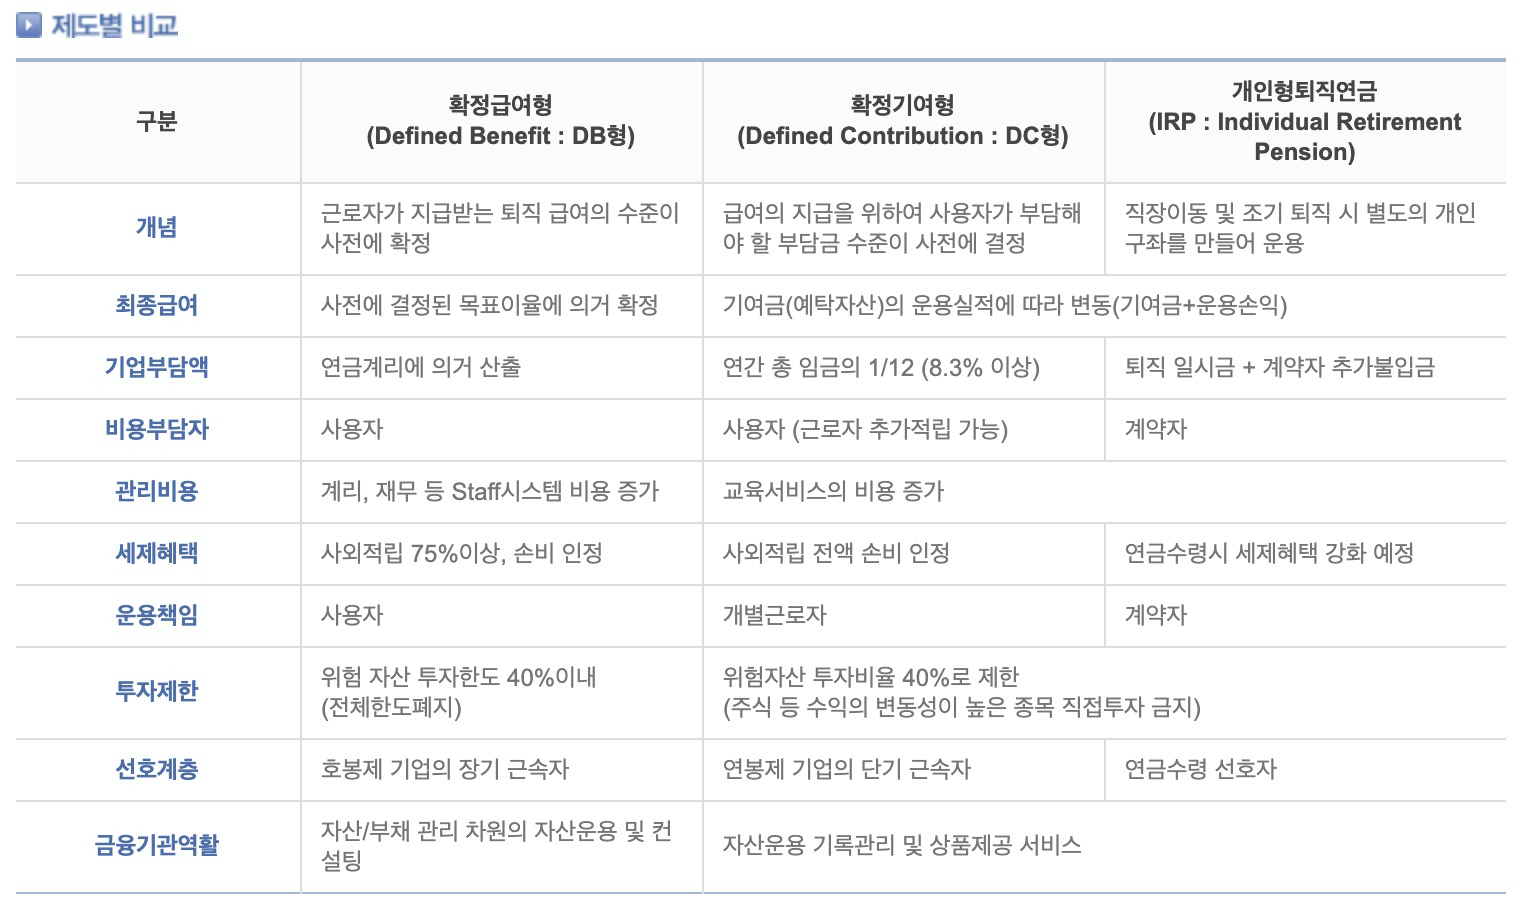 제도별 비교
구분
확정급여형
(Defined Benefit : DB형)
확정기여형
(Defined Contribution : DC형)
개인형퇴직연금
(IRP : Individual Retirement
Pension)
개념
근로자가 지급받는 퇴직 급여의 수준이
사전에 확정
급여의 지급을 위하여 사용자가 부담해
야 할 부담금 수준이 사전에 결정
직장이동 및 조기 퇴직 시 별도의 개인
구좌를 만들어 운용
최종급여
사전에 결정된 목표이율에 의거 확정
기여금(예탁자산)의 운용실적에 따라 변동(기여금+운용손익)
기업부담액
연금계리에 의거 산출
연간 총 임금의 1/12 (8.3% 이상)
퇴직 일시금 + 계약자 추가불입금
비용부담자
사용자
사용자 (근로자 추가적립 가능)
계약자
관리비용
계리, 재무 등 Staff시스템 비용 증가
교육서비스의 비용 증가
세제혜택
사외적립 75%이상, 손비 인정
사외적립 전액 손비 인정
연금수령시 세제혜택 강화 예정
운용책임
사용자
개별근로자
계약자
투자제한
위험 자산 투자한도 40%이내
(전체한도폐지)
위험자산 투자비율 40%로 제한
(주식 등 수익의 변동성이 높은 종목 직접투자 금지)
선호계층
호봉제 기업의 장기 근속자
연봉제 기업의 단기 근속자
연금수령 선호자
금융기관역활
자산/부채 관리 차원의 자산운용 및 컨
설팅
자산운용 기록관리 및 상품제공 서비스